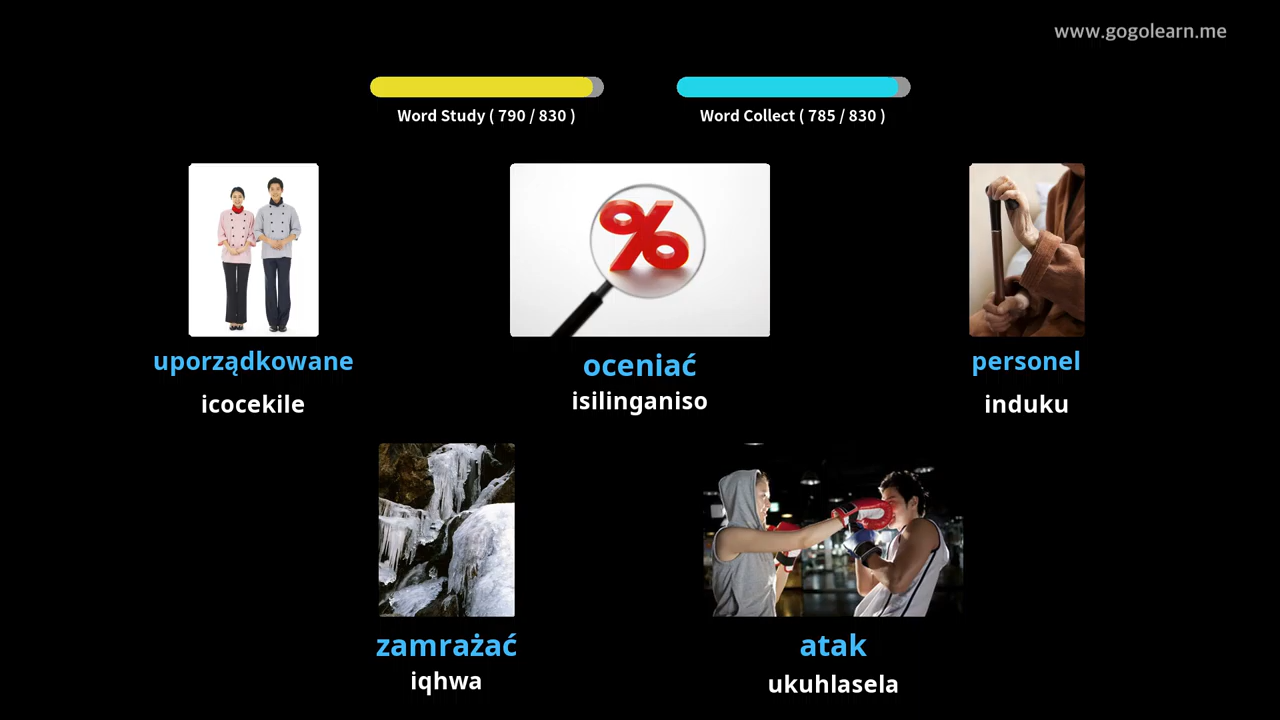 www.gogolearn.me
Word Study ( 790 / 830 )
Word Collect ( 785 / 830 )
uporządkowane
icocekile
oceniać
isilinganiso
personel
induku
zamrażać
iqhwa
atak
ukuhlasela